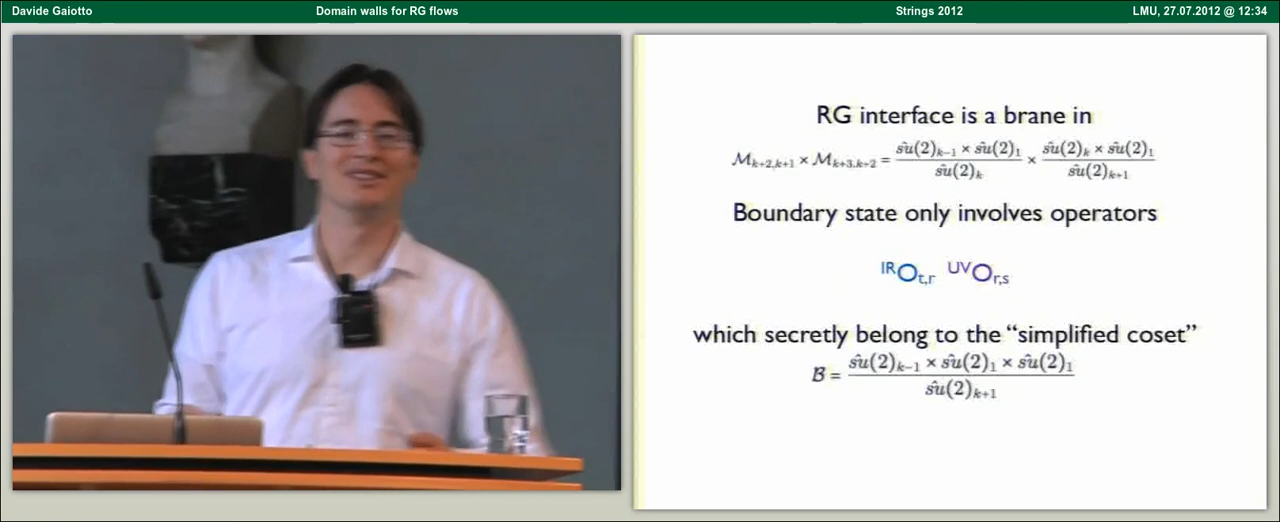 Davide Gaiotto Domain walls for RG flows Strings 2012 LMU, 27.07.2012 @ 12:34
RG interface is a brane in
ℳₖ₊₂,ₖ₊₁ × ℳₖ₊₃,ₖ₊₂ = (ŝu(2)ₖ₋₁ × ŝu(2)₁)/(ŝu(2)ₖ) × (ŝu(2)ₖ × ŝu(2)₁)/(ŝu(2)ₖ₊₁)
Boundary state only involves operators
ᴵᴿO_{t,r} ᵁⱽO_{r,s}
which secretly belong to the “simplified coset”
ℬ = (ŝu(2)ₖ₋₁ × ŝu(2)₁ × ŝu(2)₁)/(ŝu(2)ₖ₊₁)